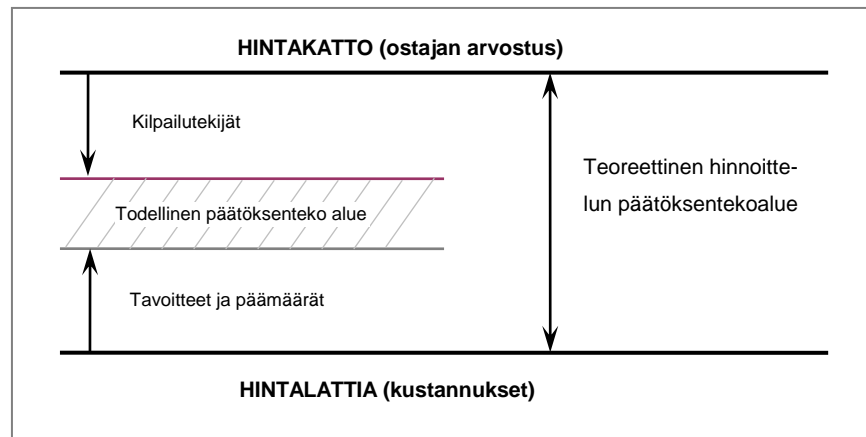 HINTAKATTO (ostajan arvostus)
Kilpailutekijät
Teoreettinen hinnoitte-
lun päätöksentekoalue
Todellinen päätöksenteko alue
Tavoitteet ja päämäärät
HINTALATTIA (kustannukset)